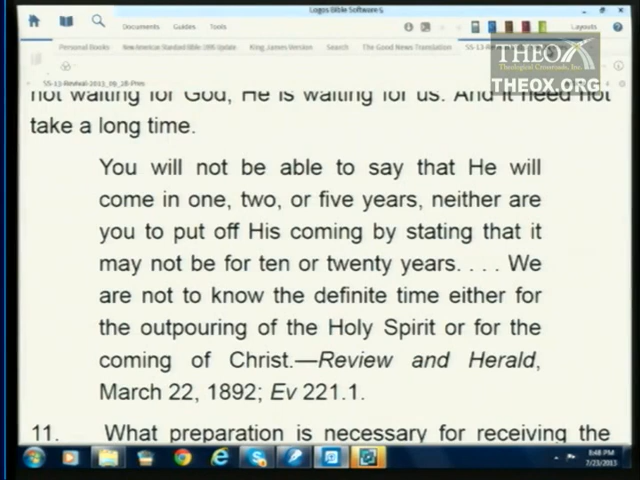 Logos Bible Software 5
Documents Guides Tools
Layouts
Personal Books New American Standard Bible: 1995 Update King James Version Search The Good News Translation
THEOX
Theological Crossroads, Inc.
THEOX.ORG
not waiting for God, He is waiting for us. And it need not
take a long time.
You will not be able to say that He will
come in one, two, or five years, neither are
you to put off His coming by stating that it
may not be for ten or twenty years. . . . We
are not to know the definite time either for
the outpouring of the Holy Spirit or for the
coming of Christ.—Review and Herald,
March 22, 1892; Ev 221.1.
11. What preparation is necessary for receiving the
8:48 PM
7/23/2013